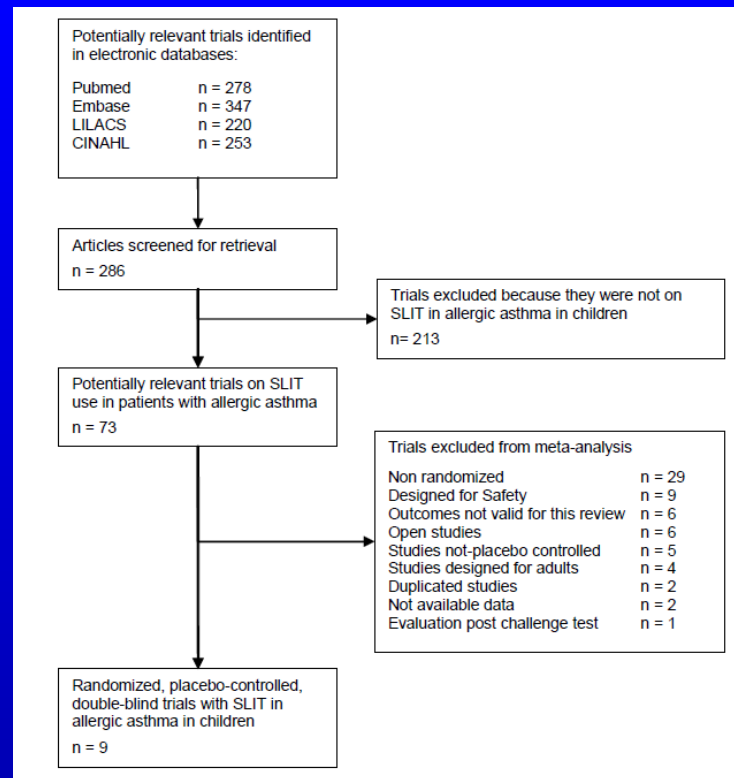 Potentially relevant trials identified
in electronic databases:
Pubmed n = 278
Embase n = 347
LILACS n = 220
CINAHL n = 253
Articles screened for retrieval
n = 286
Trials excluded because they were not on
SLIT in allergic asthma in children
n= 213
Potentially relevant trials on SLIT
use in patients with allergic asthma
n = 73
Trials excluded from meta-analysis
Non randomized n = 29
Designed for Safety n = 9
Outcomes not valid for this review n = 6
Open studies n = 6
Studies not-placebo controlled n = 5
Studies designed for adults n = 4
Duplicated studies n = 2
Not available data n = 2
Evaluation post challenge test n = 1
Randomized, placebo-controlled,
double-blind trials with SLIT in
allergic asthma in children
n = 9